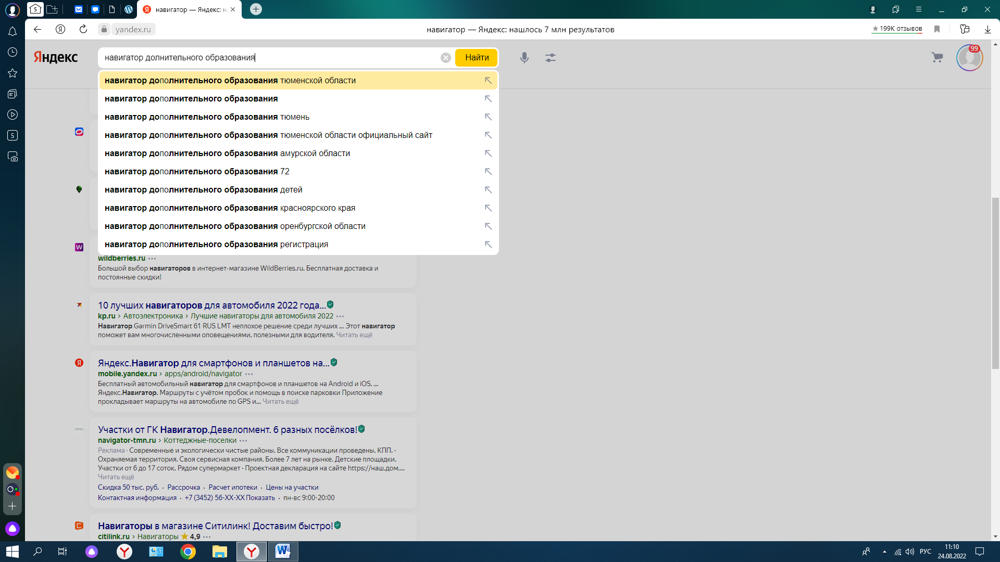 5
навигатор — Яндекс: н
yandex.ru
навигатор — Яндекс: нашлось 7 млн результатов
199K отзывов
Яндекс
навигатор долнительного образования
Найти
99
навигатор дополнительного образования тюменской области
навигатор дополнительного образования
навигатор дополнительного образования тюмень
навигатор дополнительного образования тюменской области официальный сайт
5
навигатор дополнительного образования амурской области
навигатор дополнительного образования 72
навигатор дополнительного образования детей
навигатор дополнительного образования красноярского края
навигатор дополнительного образования оренбургской области
навигатор дополнительного образования регистрация
W
wildberries.ru
Большой выбор навигаторов в интернет-магазине WildBerries.ru. Бесплатная доставка и
постоянные скидки!
10 лучших навигаторов для автомобиля 2022 года...
kp.ru › Автоэлектроника › Лучшие навигаторы для автомобиля 2022
Навигатор Garmin DriveSmart 61 RUS LMT неплохое решение среди лучших ... Этот навигатор
поможет вам многочисленными оповещениями, полезными для водителя. Читать ещё
Яндекс.Навигатор для смартфонов и планшетов на...
mobile.yandex.ru › apps/android/navigator
Бесплатный автомобильный навигатор для смартфонов и планшетов на Android и iOS. ...
Яндекс.Навигатор. Маршруты с учётом пробок и помощь в поиске парковки Приложение
прокладывает маршруты на автомобиле по GPS и... Читать ещё
Участки от ГК Навигатор.Девелопмент. 6 разных посёлков!
navigator-tmn.ru › Коттеджные-поселки
Реклама · Современные и экологически чистые районы. Все коммуникации проведены. КПП. ·
Охраняемая территория. Своя сервисная компания. Более 7 лет на рынке. Детские площадки.
Участки от 6 до 17 соток. Рядом супермаркет · Проектная декларация на сайте https://наш.дом....
Читать ещё
Скидка 50 тыс. руб. · Рассрочка · Расчет ипотеки · Цены на участки
Контактная информация · +7 (3452) 56-XX-XX Показать · пн-вс 9:00-20:00
Навигаторы в магазине Ситилинк! Доставим быстро!
citilink.ru › Навигаторы 4,9
РУС
11:10
24.08.2022